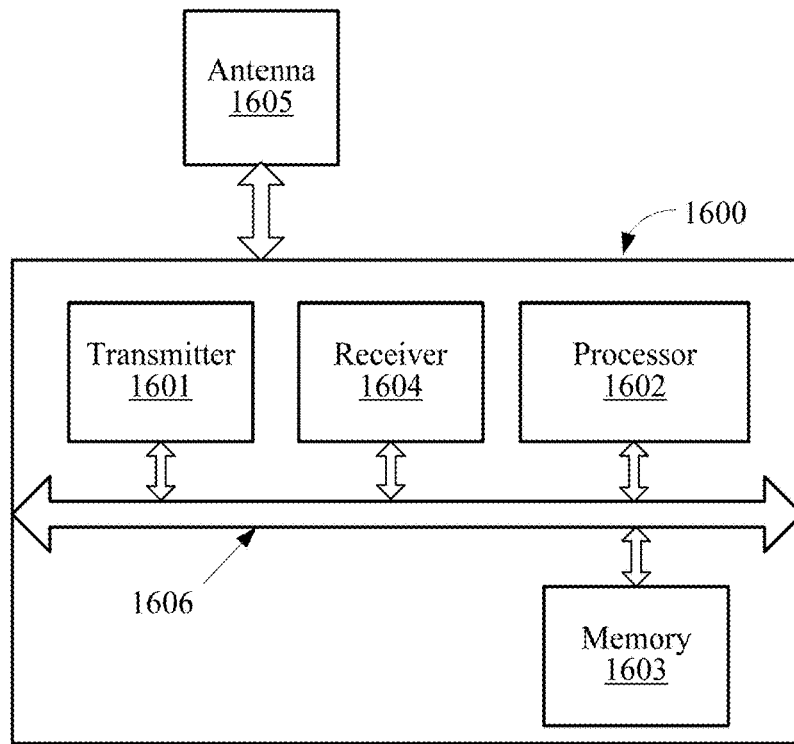 Antenna
1605
1600
Transmitter
1601
Receiver
1604
Processor
1602
1606
Memory
1603